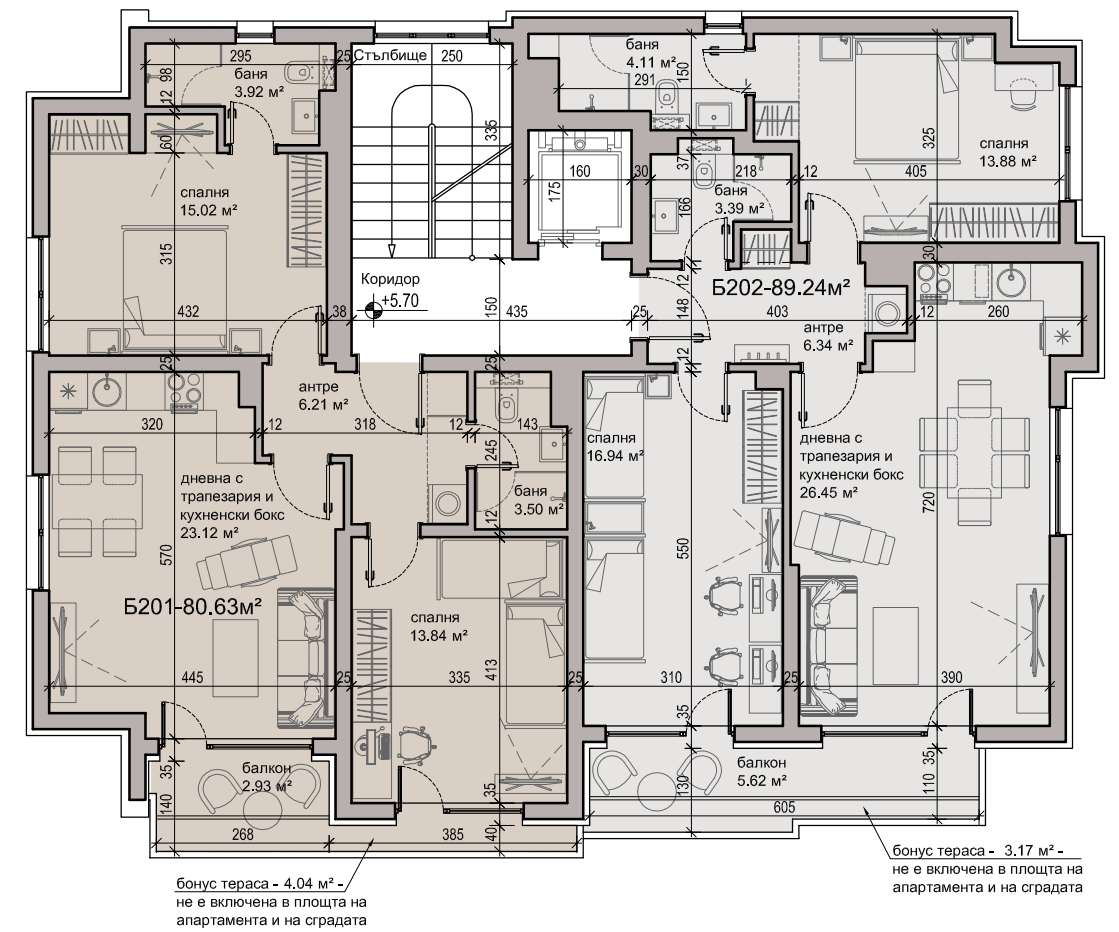 295
25
Стълбище
250
баня
4.11 м²
291
150
98
12
баня
3.92 м²
60
335
325
спалня
13.88 м²
405
37
160
175
30
218
12
баня
3.39 м²
166
спалня
15.02 м²
315
432
38
Коридор
+5.70
150
435
25
12
148
12
Б202-89.24м²
403
антре
6.34 м²
30
12
260
25
антре
6.21 м²
25
320
12
318
12
143
245
баня
3.50 м²
12
дневна с
трапезария и
кухненски бокс
23.12 м²
570
Б201-80.63м²
445
25
спалня
16.94 м²
550
дневна с
трапезария и
кухненски бокс
26.45 м²
720
спалня
13.84 м²
413
335
25
310
25
390
35
балкон
2.93 м²
35
140
35
40
268
385
балкон
5.62 м²
130
35
110
605
бонус тераса - 4.04 м² -
не е включена в площта на
апартамента и на сградата
бонус тераса - 3.17 м² -
не е включена в площта на
апартамента и на сградата